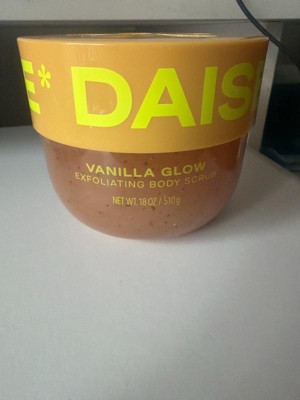 E* DAIS
VANILLA GLOW
EXFOLIATING BODY SCRUB
NET WT. 18 OZ / 510g